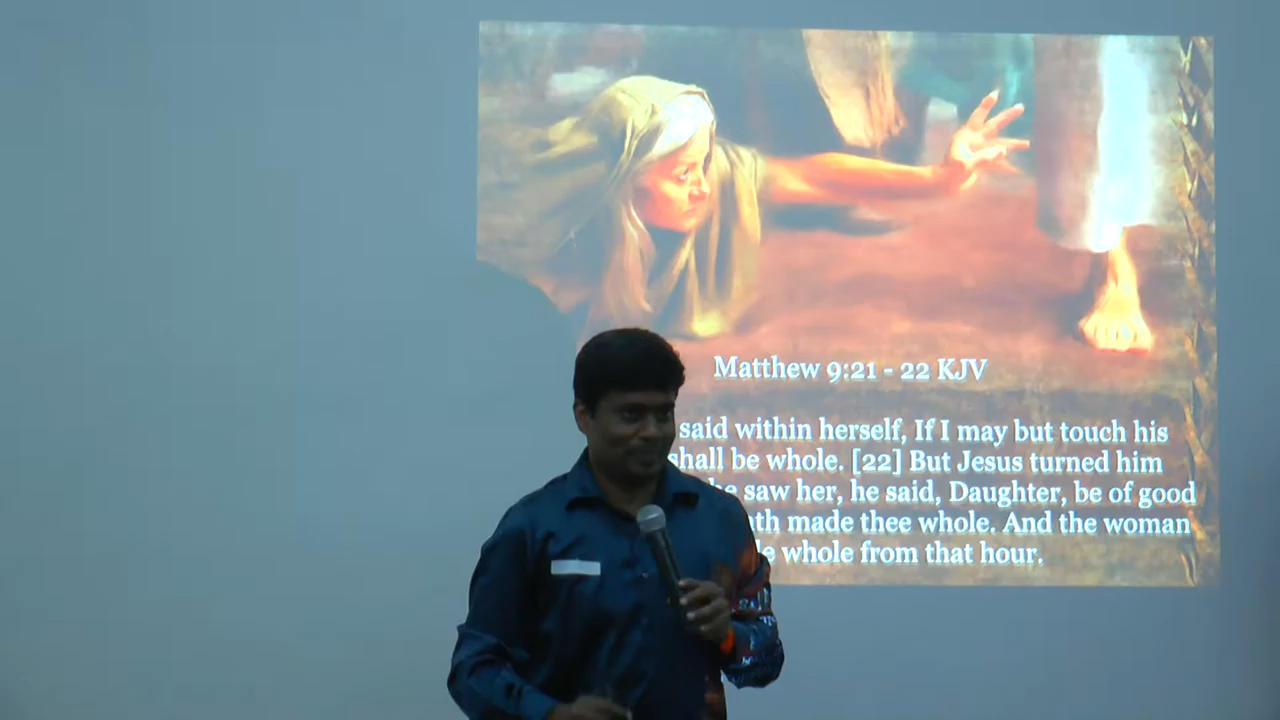 Matthew 9:21 - 22 KJV
said within herself, If I may but touch his
shall be whole. [22] But Jesus turned him
he saw her, he said, Daughter, be of good
made thee whole. And the woman
whole from that hour.